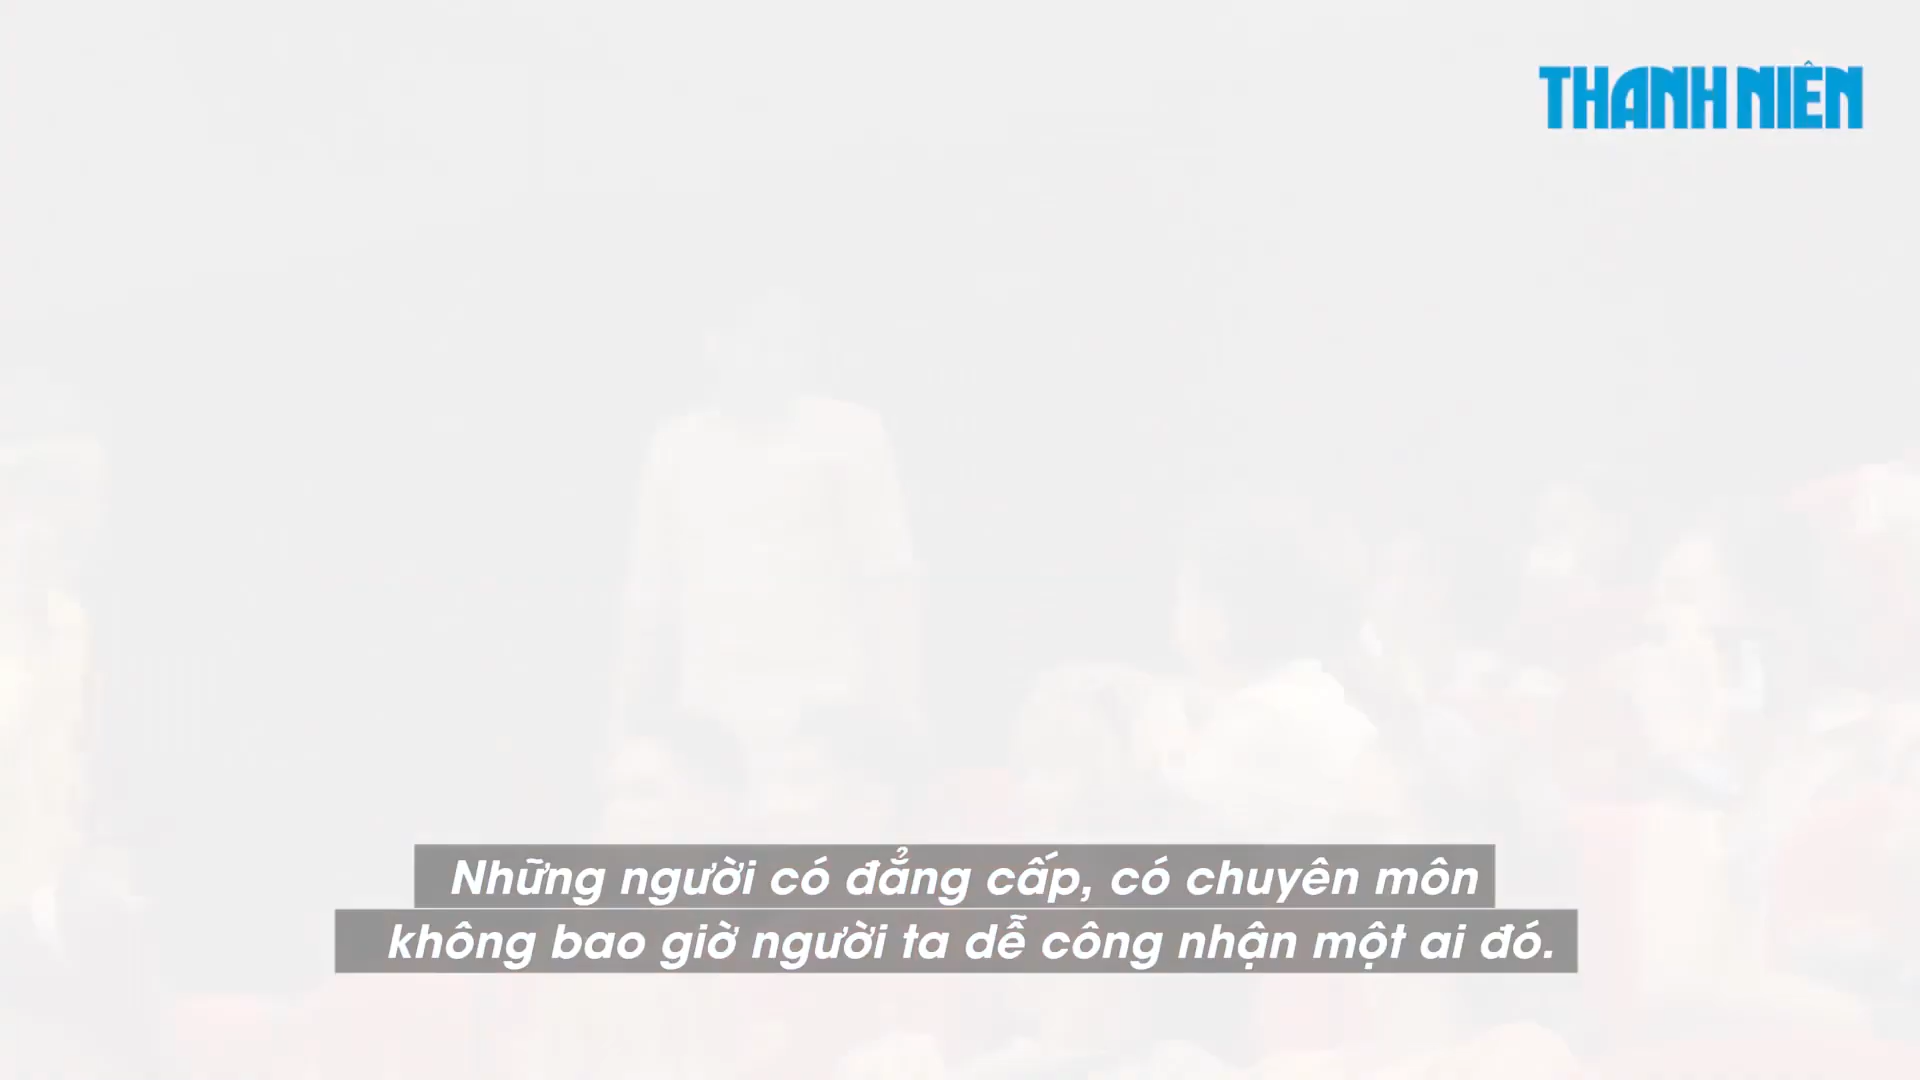 THANH NIÊN
Những người có đẳng cấp, có chuyên môn
không bao giờ người ta dễ công nhận một ai đó.